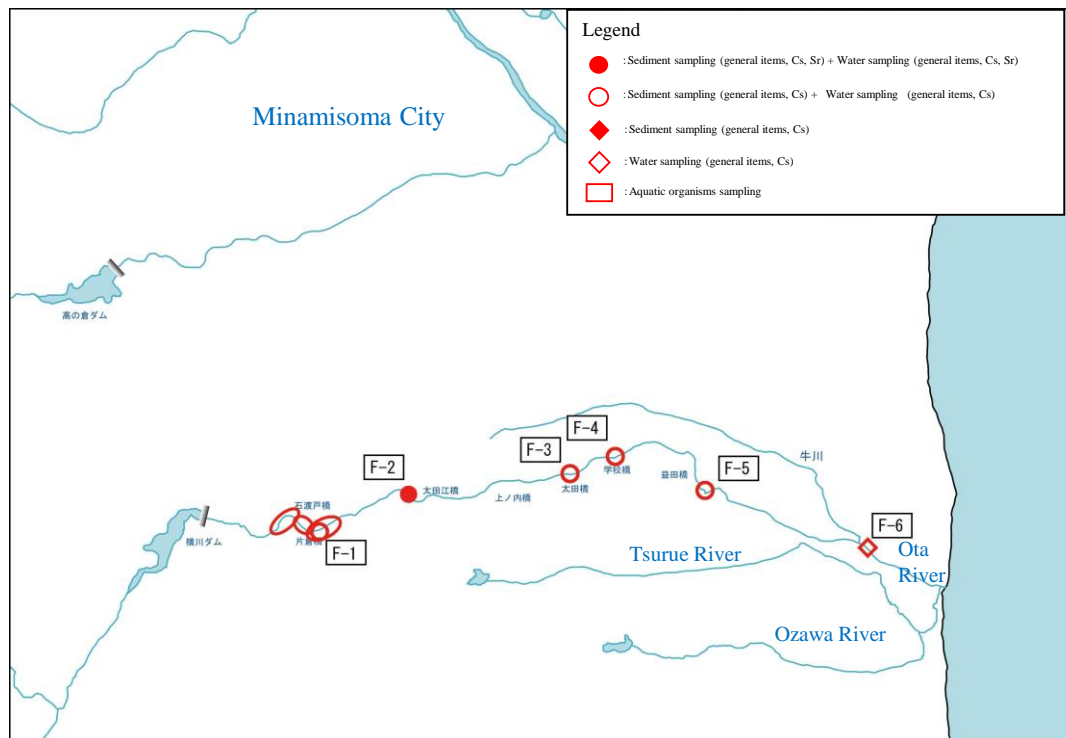 Legend
:Sediment sampling (general items, Cs, Sr) + Water sampling (general items, Cs, Sr)
:Sediment sampling (general items, Cs) + Water sampling (general items, Cs)
:Sediment sampling (general items, Cs)
:Water sampling (general items, Cs)
:Aquatic organisms sampling
Minamisoma City
高の倉ダム
F-4
F-3
牛川
F-2
学校橋
益田橋
F-5
太田橋
太田江橋
上ノ内橋
石渡戸橋
横川ダム
片倉橋
F-1
F-6
Tsurue River
Ota
River
Ozawa River